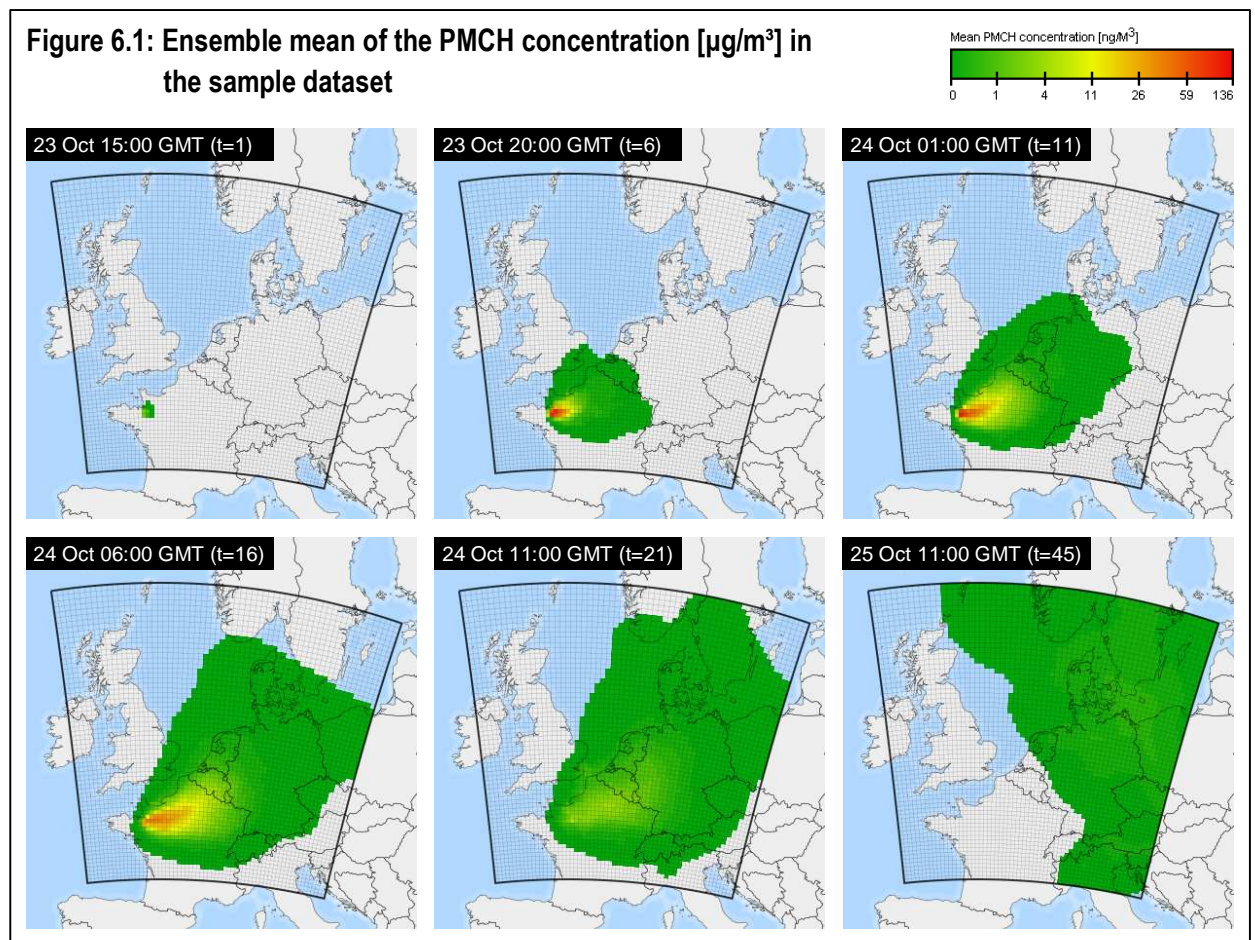 Figure 6.1: Ensemble mean of the PMCH concentration [µg/m³] in
the sample dataset
Mean PMCH concentration [ng/M³]
0 1 4 11 26 59 136
23 Oct 15:00 GMT (t=1)
23 Oct 20:00 GMT (t=6)
24 Oct 01:00 GMT (t=11)
24 Oct 06:00 GMT (t=16)
24 Oct 11:00 GMT (t=21)
25 Oct 11:00 GMT (t=45)